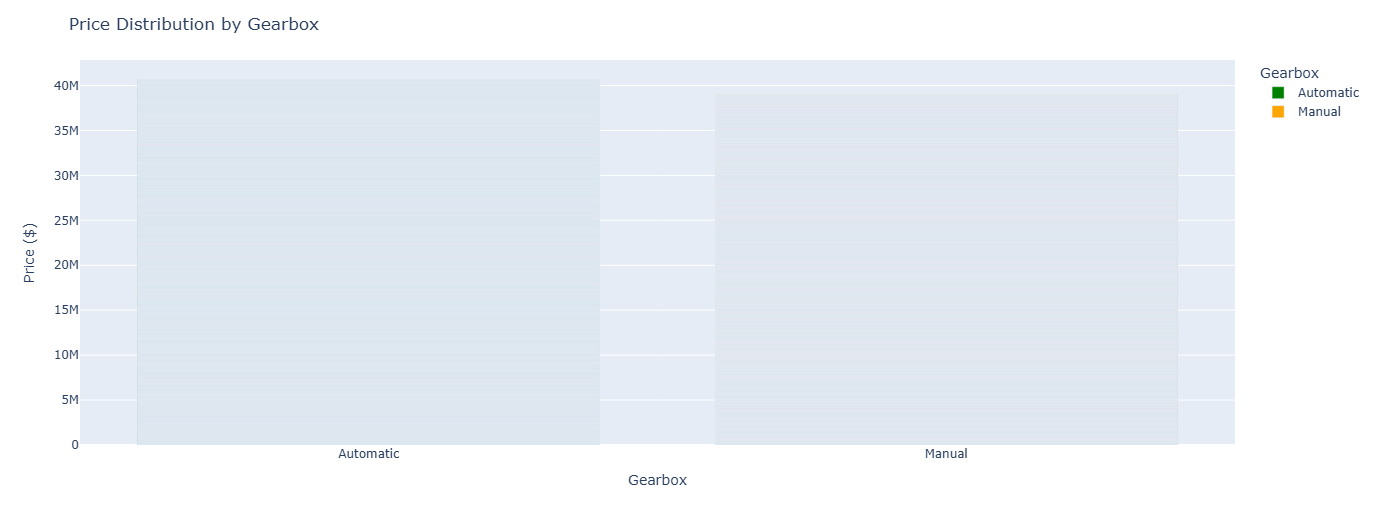 Price Distribution by Gearbox
Gearbox
Automatic
Manual
Price ($)
40M
35M
30M
25M
20M
15M
10M
5M
0
Automatic
Manual
Gearbox